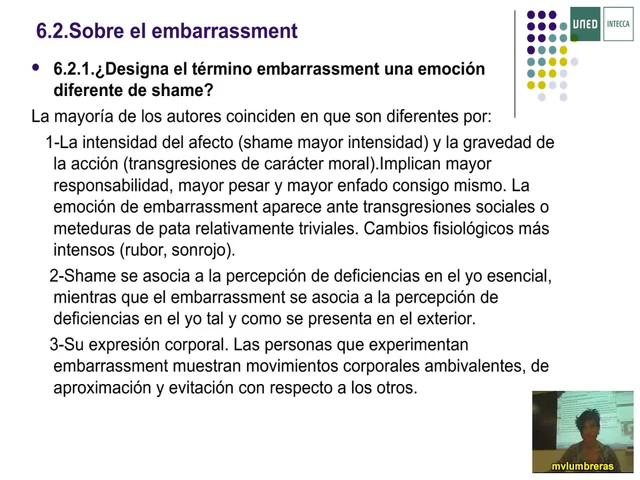 6.2.Sobre el embarrassment
UNED
INTECCA
6.2.1.¿Designa el término embarrassment una emoción
diferente de shame?
La mayoría de los autores coinciden en que son diferentes por:
1-La intensidad del afecto (shame mayor intensidad) y la gravedad de
la acción (transgresiones de carácter moral).Implican mayor
responsabilidad, mayor pesar y mayor enfado consigo mismo. La
emoción de embarrassment aparece ante transgresiones sociales o
meteduras de pata relativamente triviales. Cambios fisiológicos más
intensos (rubor, sonrojo).
2-Shame se asocia a la percepción de deficiencias en el yo esencial,
mientras que el embarrassment se asocia a la percepción de
deficiencias en el yo tal y como se presenta en el exterior.
3-Su expresión corporal. Las personas que experimentan
embarrassment muestran movimientos corporales ambivalentes, de
aproximación y evitación con respecto a los otros.
mvlumbreras